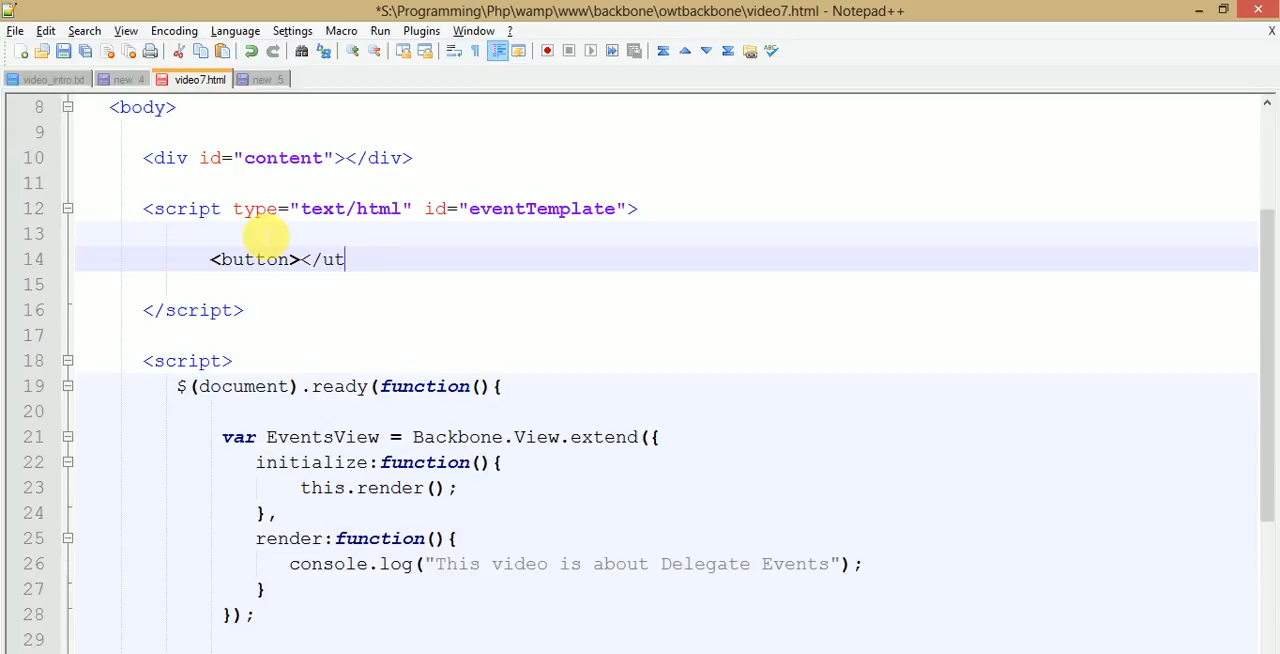 *S:\Programming\Php\wamp\www\backbone\owtbackbone\video7.html - Notepad++
File Edit Search View Encoding Language Settings Macro Run Plugins Window ? X
video_intro.txt new 4 video7.html new 5
8 <body>
9
10 <div id="content"></div>
11
12 <script type="text/html" id="eventTemplate">
13
14 <button></ut
15
16 </script>
17
18 <script>
19 $(document).ready(function(){
20
21 var EventsView = Backbone.View.extend({
22 initialize:function(){
23 this.render();
24 },
25 render:function(){
26 console.log("This video is about Delegate Events");
27 }
28 });
29